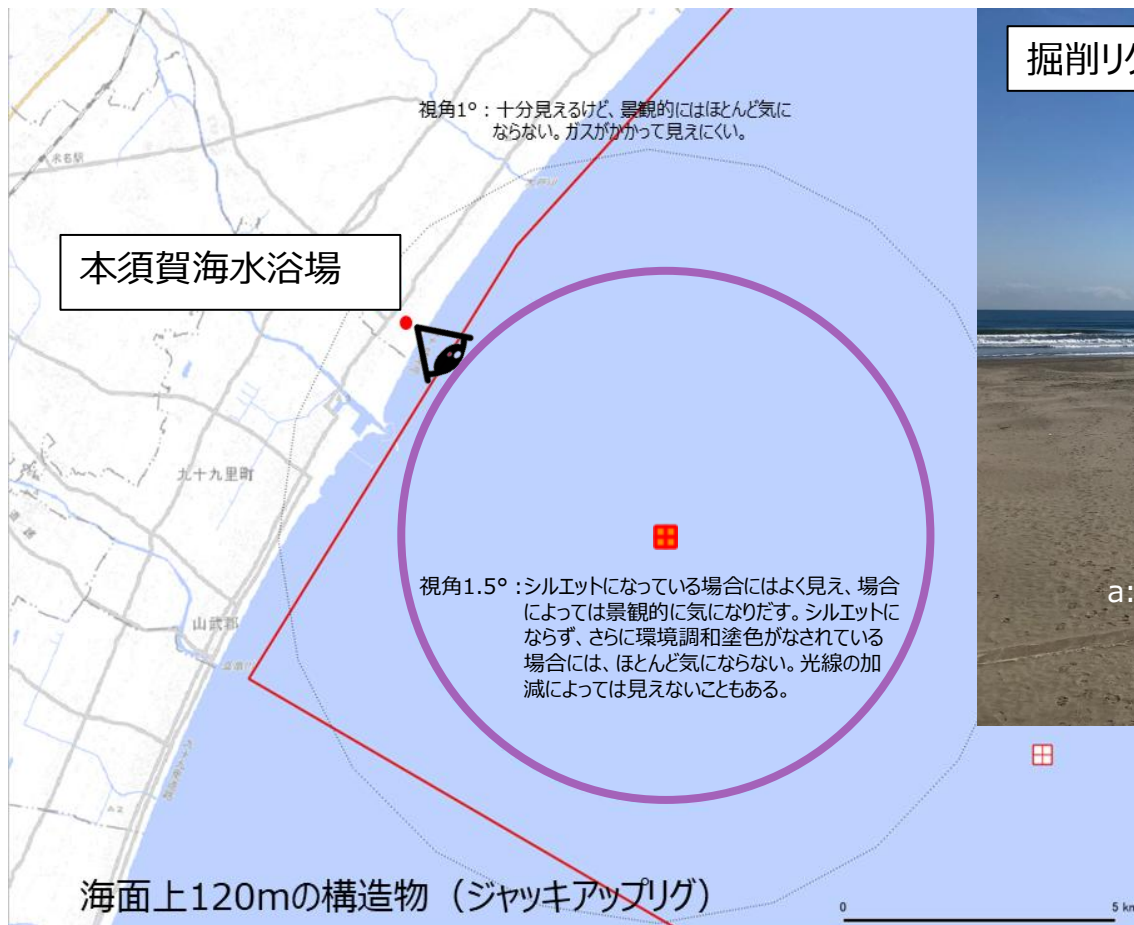 掘削リ
視角1°：十分見えるけど、景観的にはほとんど気に
ならない。ガスがかかって見えにくい。
本須賀海水浴場
九十九里町
視角1.5°：シルエットになっている場合にはよく見え、場合
によっては景観的に気になりだす。シルエットに
ならず、さらに環境調和塗色がなされている
場合には、ほとんど気にならない。光線の加
減によっては見えないこともある。
a:
山武郡
海面上120mの構造物（ジャッキアップリグ）
0
5 km